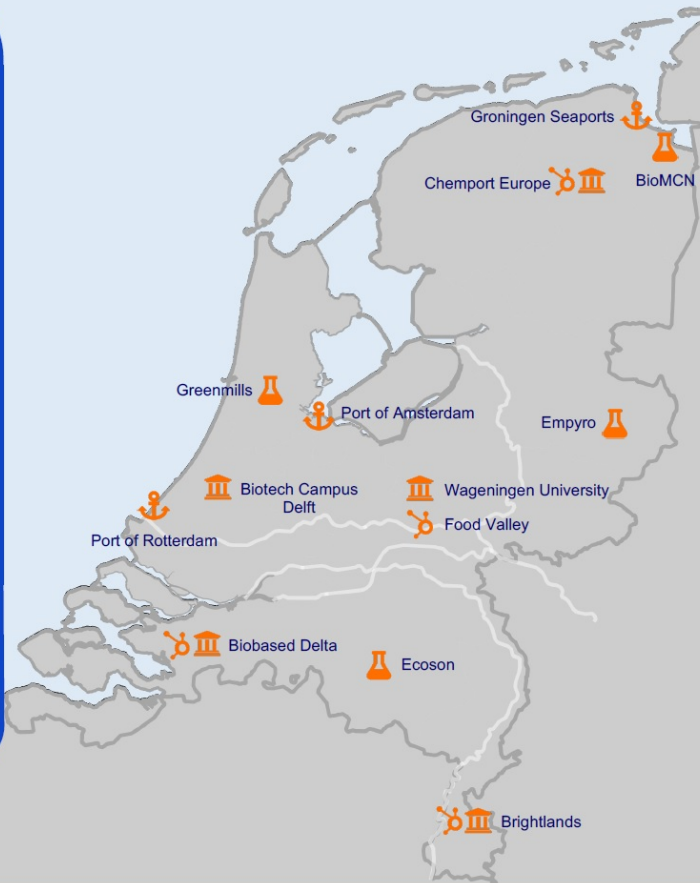 Groningen Seaports
BioMCN
Chemport Europe
Greenmills
Port of Amsterdam
Empyro
Biotech Campus
Delft
Wageningen University
Food Valley
Port of Rotterdam
Biobased Delta
Ecoson
Brightlands